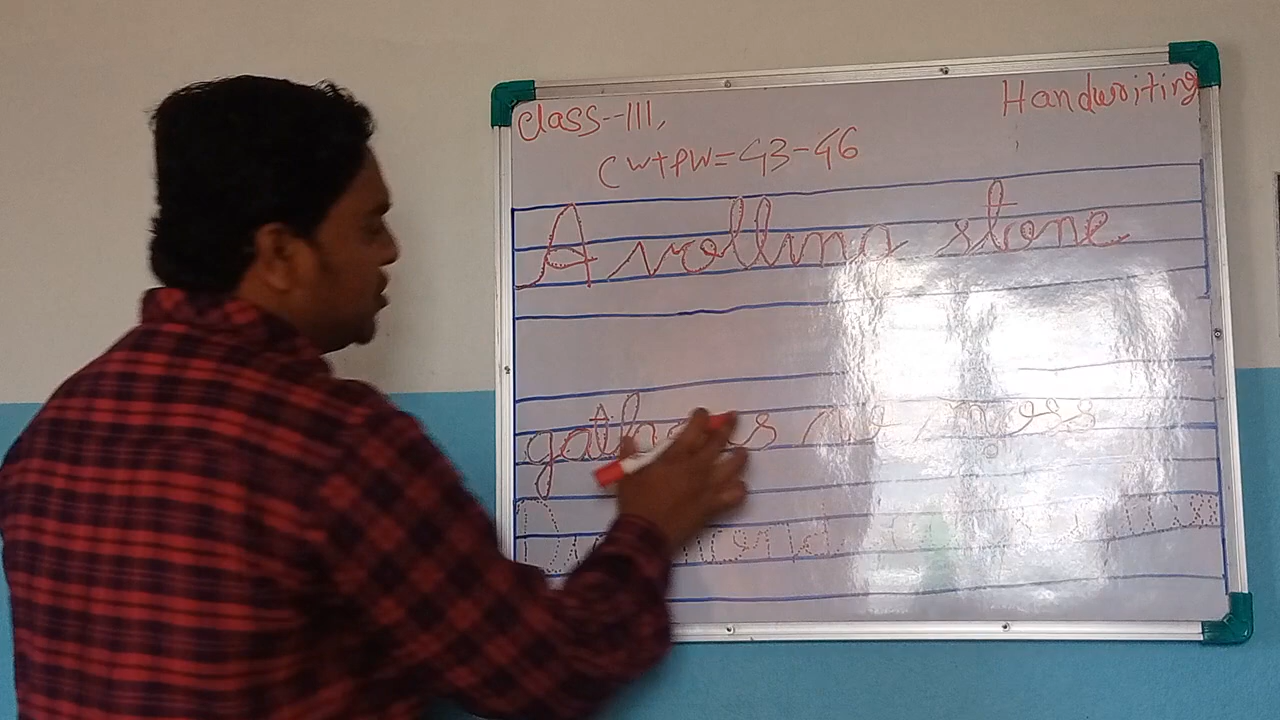 Class--III,
Handwriting
CW+PW=43-46
A rolling stone
gathers no moss